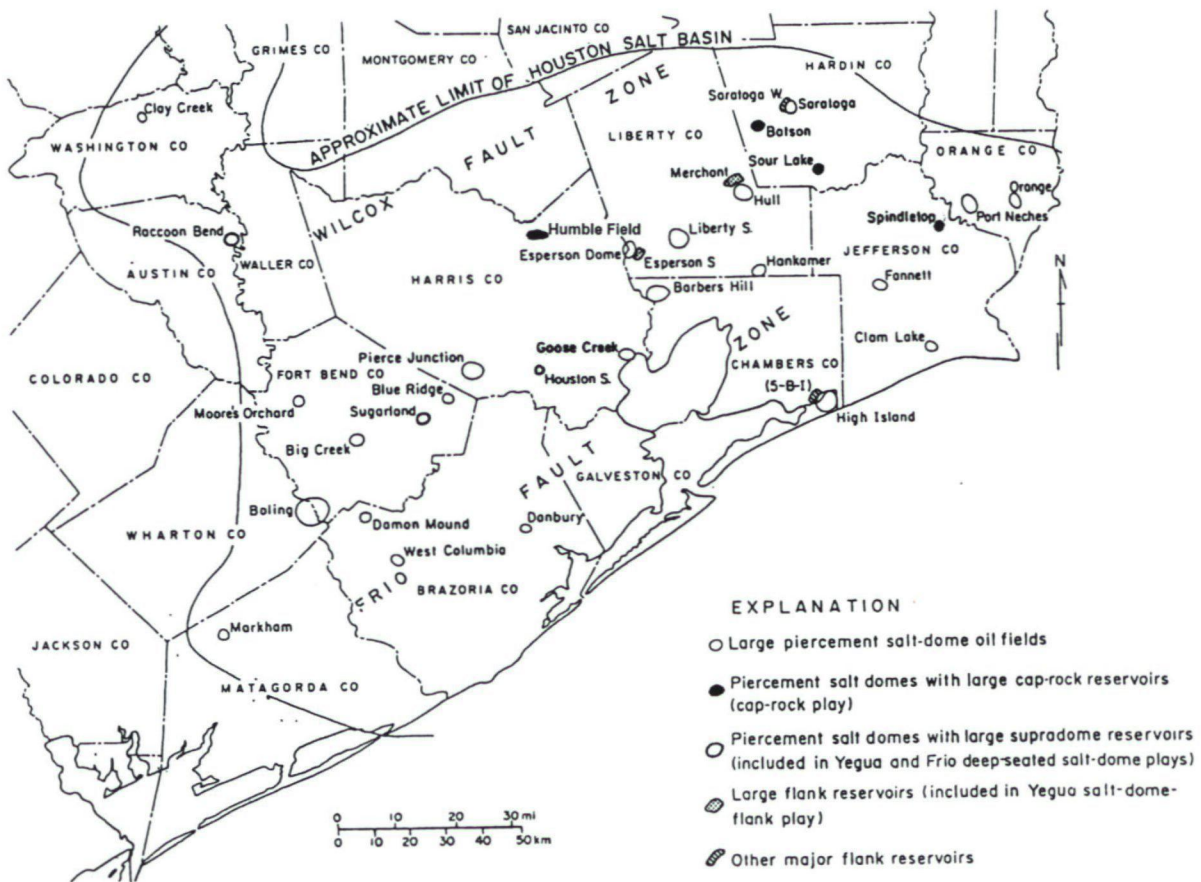 SAN JACINTO CO
GRIMES CO
MONTGOMERY CO
APPROXIMATE LIMIT OF HOUSTON SALT BASIN
HARDIN CO
ZONE
Saratoga W.
Saratoga
Clay Creek
WASHINGTON CO
FAULT
LIBERTY CO
Batson
ORANGE CO
Sour Lake
Merchant
Hull
Orange
Port Neches
WILCOX
Raccoon Bend
Humble Field
Liberty S.
Spindletop
JEFFERSON CO
Esperson Dome
Esperson S
Hankamer
N
AUSTIN CO
WALLER CO
HARRIS CO
Fannett
Barbers Hill
ZONE
Clam Lake
Goose Creek
Pierce Junction
CHAMBERS CO
(5-B-1)
COLORADO CO
FORT BEND CO
Houston S.
Blue Ridge
High Island
Moores Orchard
Sugarland
Big Creek
FAULT
GALVESTON CO
Boling
Damon Mound
Danbury
WHARTON CO
West Columbia
FRIO
BRAZORIA CO
Markham
JACKSON CO
MATAGORDA CO
EXPLANATION
Large piercement salt-dome oil fields
Piercement salt domes with large cap-rock reservoirs
(cap-rock play)
Piercement salt domes with large supradome reservoirs
(included in Yegua and Frio deep-seated salt-dome plays)
Large flank reservoirs (included in Yegua salt-dome-
flank play)
Other major flank reservoirs
0 10 20 30 mi
0 10 20 30 40 50 km